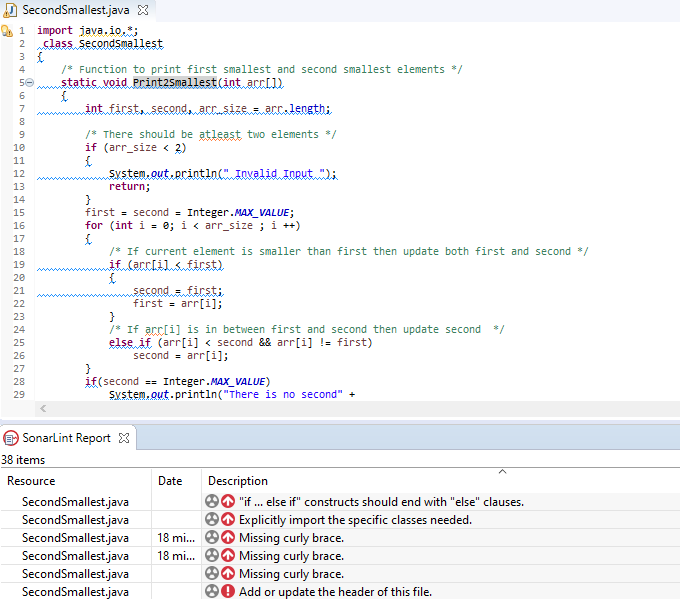 SecondSmallest.java
1 import java.io.*;
2 class SecondSmallest
3 {
4 /* Function to print first smallest and second smallest elements */
5 static void Print2Smallest(int arr[])
6 {
7 int first, second, arr_size = arr.length;
8
9 /* There should be atleast two elements */
10 if (arr_size < 2)
11 {
12 System.out.println(" Invalid Input ");
13 return;
14 }
15 first = second = Integer.MAX_VALUE;
16 for (int i = 0; i < arr_size ; i ++)
17 {
18 /* If current element is smaller than first then update both first and second */
19 if (arr[i] < first)
20 {
21 second = first;
22 first = arr[i];
23 }
24 /* If arr[i] is in between first and second then update second */
25 else if (arr[i] < second && arr[i] != first)
26 second = arr[i];
27 }
28 if(second == Integer.MAX_VALUE)
29 System.out.println("There is no second" +
SonarLint Report
38 items
Resource Date Description
SecondSmallest.java "if ... else if" constructs should end with "else" clauses.
SecondSmallest.java Explicitly import the specific classes needed.
SecondSmallest.java 18 mi... Missing curly brace.
SecondSmallest.java 18 mi... Missing curly brace.
SecondSmallest.java Missing curly brace.
SecondSmallest.java Add or update the header of this file.